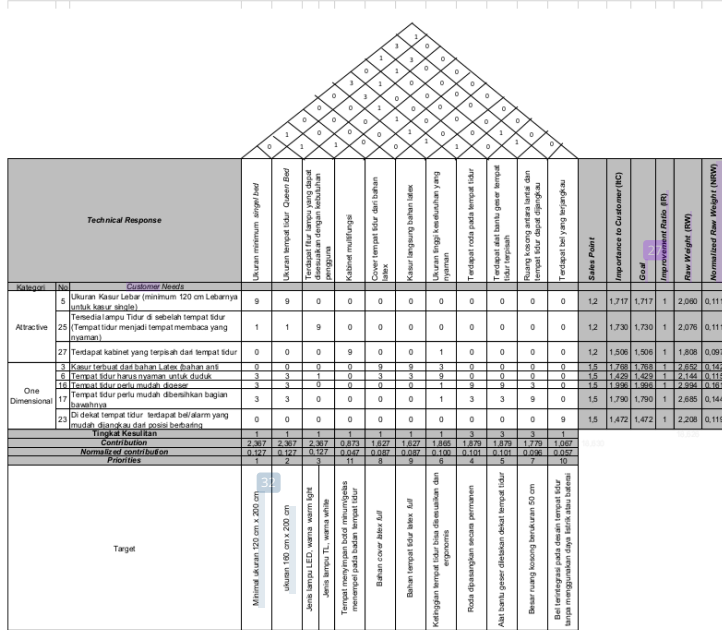 Technical Response
Ukuran minimum singel bed
Ukuran tempat tidur Queen Bed
Terdapat fitur lampu yang dapat
disesuaikan dengan kebutuhan
pengguna
Kabinet multifungsi
Cover tempat tidur dari bahan
latex
Kasur langsung bahan latex
Ukuran tinggi keseluruhan yang
nyaman
Terdapat roda pada tempat tidur
Terdapat alat bantu geser tempat
tidur terpisah
Ruang kosong antara lantai dan
tempat tidur dapat dijangkau
Terdapat bel yang terjangkau
Sales Point
Importance to Customer (ItC)
Goal
Improvement Ratio (IR)
Raw Weight (RW)
Normalized Raw Weight (NRW)
Kategori No Customer Needs
Attractive
5 Ukuran Kasur Lebar (minimum 120 cm Lebarnya
untuk kasur single) 9 9 0 0 0 0 0 0 0 0 0 1,2 1,717 1,717 1 2,060 0,111
25 Tersedia lampu Tidur di sebelah tempat tidur
(Tempat tidur menjadi tempat membaca yang
nyaman) 1 1 9 0 0 0 0 0 0 0 0 1,2 1,730 1,730 1 2,076 0,111
27 Terdapat kabinet yang terpisah dari tempat tidur 0 0 0 9 0 0 1 0 0 0 0 1,2 1,506 1,506 1 1,808 0,097
One
Dimensional
3 Kasur terbuat dari bahan Latex (bahan anti 0 0 0 0 9 9 3 0 0 0 0 1,5 1,768 1,768 1 2,652 0,142
6 Tempat tidur harus nyaman untuk duduk 3 3 1 0 3 3 9 0 0 0 0 1,5 1,429 1,429 1 2,144 0,115
16 Tempat tidur perlu mudah digeser 3 3 0 0 0 0 1 9 9 3 0 1,5 1,996 1,996 1 2,994 0,161
17 Tempat tidur perlu mudah dibersihkan bagian
bawahnya 3 3 0 0 0 0 1 3 3 9 0 1,5 1,790 1,790 1 2,685 0,144
23 Di dekat tempat tidur terdapat bel/alarm yang
mudah dijangkau dari posisi berbaring 0 0 0 0 0 0 0 0 0 0 9 1,5 1,472 1,472 1 2,208 0,119
Tingkat Kesulitan 1 1 1 1 1 1 1 3 3 3 1
Contribution 2,367 2,367 2,367 0,873 1,627 1,627 1,865 1,879 1,879 1,779 1,067
Normalized contribution 0,127 0,127 0,127 0,047 0,087 0,087 0,100 0,101 0,101 0,096 0,057
Priorities 1 2 3 11 8 9 6 4 5 7 10
32
Target
Minimal ukuran 120 cm x 200 cm
ukuran 160 cm x 200 cm
Jenis lampu LED, warna warm light
Jenis lampu TL, warna while
Tempat menyimpan botol minum/gelas
menempel pada badan tempat tidur
Bahan cover latex full
Bahan tempat tidur latex full
Ketinggian tempat tidur bisa disesuaikan dan
ergonomis
Roda dipasangkan secara permanen
Alat bantu geser diletakan dekat tempat tidur
Besar ruang kosong berukuran 50 cm
Bel terintegrasi pada desain tempat tidur
tanpa menggunakan daya listrik atau baterai